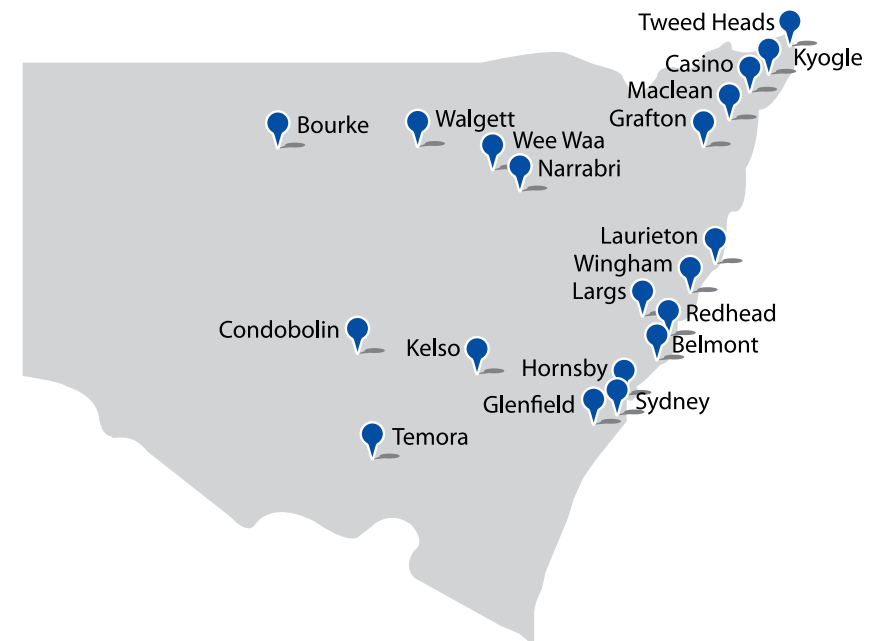 Tweed Heads
Kyogle
Casino
Maclean
Grafton
Bourke
Walgett
Wee Waa
Narrabri
Laurieton
Wingham
Largs
Redhead
Condobolin
Belmont
Kelso
Hornsby
Glenfield
Sydney
Temora